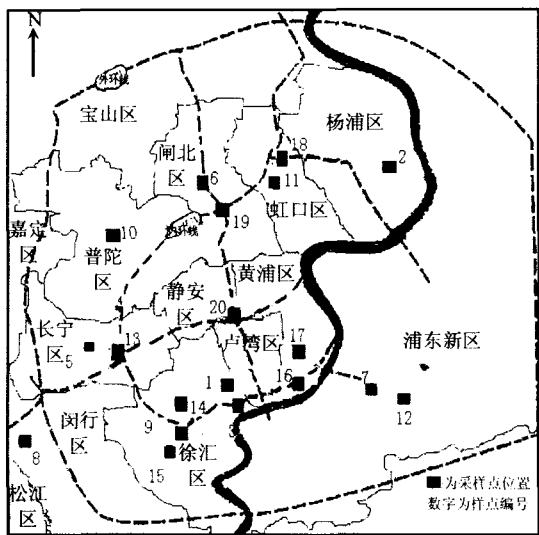 N
外环线
宝山区
杨浦区
闸北
区
18
2
6
11
虹口区
19
内环线
嘉定
区
10
普陀
区
黄浦区
静安
区
20
卢湾区
长宁
区
5
13
17
浦东新区
16
7
1
14
3
12
闵行
区
9
徐汇
区
8
15
松江
区
为采样点位置
数字为样点编号